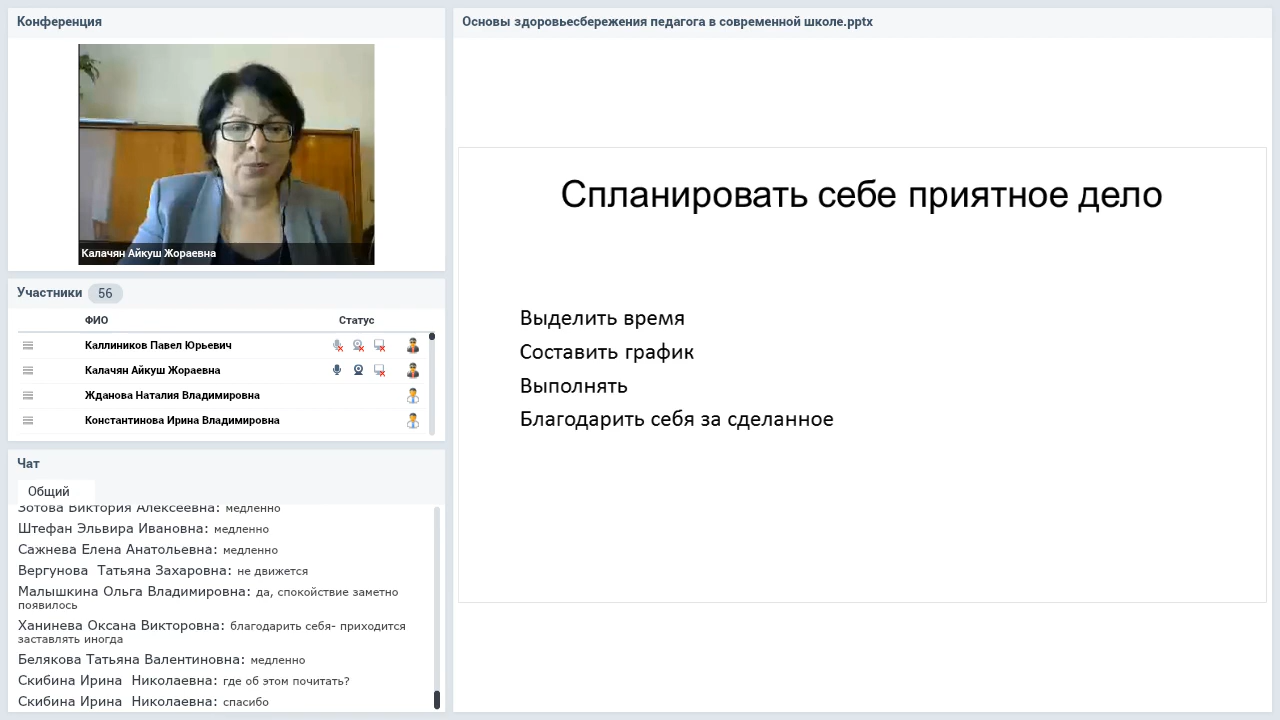 Конференция
Калачян Айкуш Жораевна
Участники 56
ФИО Статус
Каллиников Павел Юрьевич
Калачян Айкуш Жораевна
Жданова Наталия Владимировна
Константинова Ирина Владимировна
Чат
Общий
Зотова Виктория Алексеевна: медленно
Штефан Эльвира Ивановна: медленно
Сажнева Елена Анатольевна: медленно
Вергунова Татьяна Захаровна: не движется
Малышкина Ольга Владимировна: да, спокойствие заметно
появилось
Ханинева Оксана Викторовна: благодарить себя- приходится
заставлять иногда
Белякова Татьяна Валентиновна: медленно
Скибина Ирина Николаевна: где об этом почитать?
Скибина Ирина Николаевна: спасибо
Основы здоровьесбережения педагога в современной школе.pptx
Спланировать себе приятное дело
Выделить время
Составить график
Выполнять
Благодарить себя за сделанное